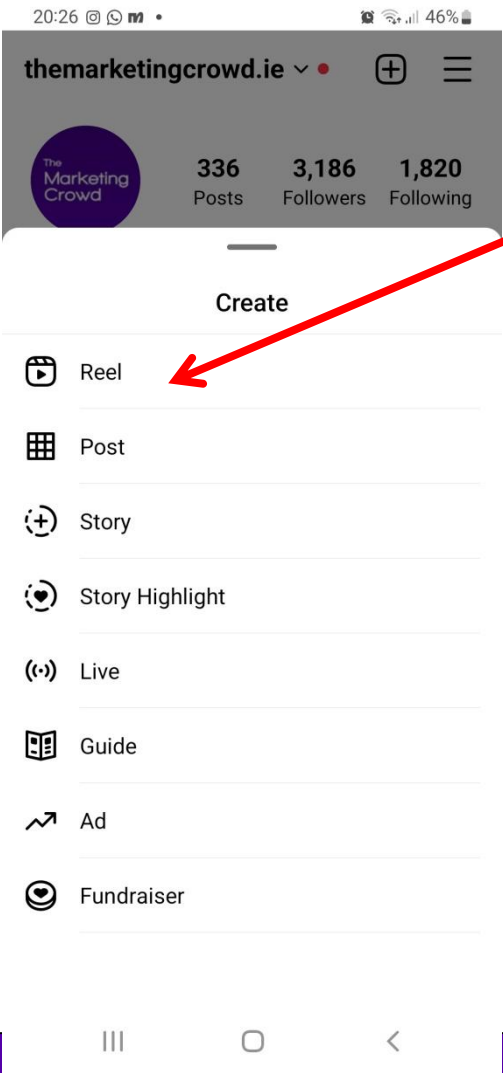 20:26 46%
themarketingcrowd.ie
The
Marketing
Crowd
336 3,186 1,820
Posts Followers Following
Create
Reel
Post
Story
Story Highlight
Live
Guide
Ad
Fundraiser